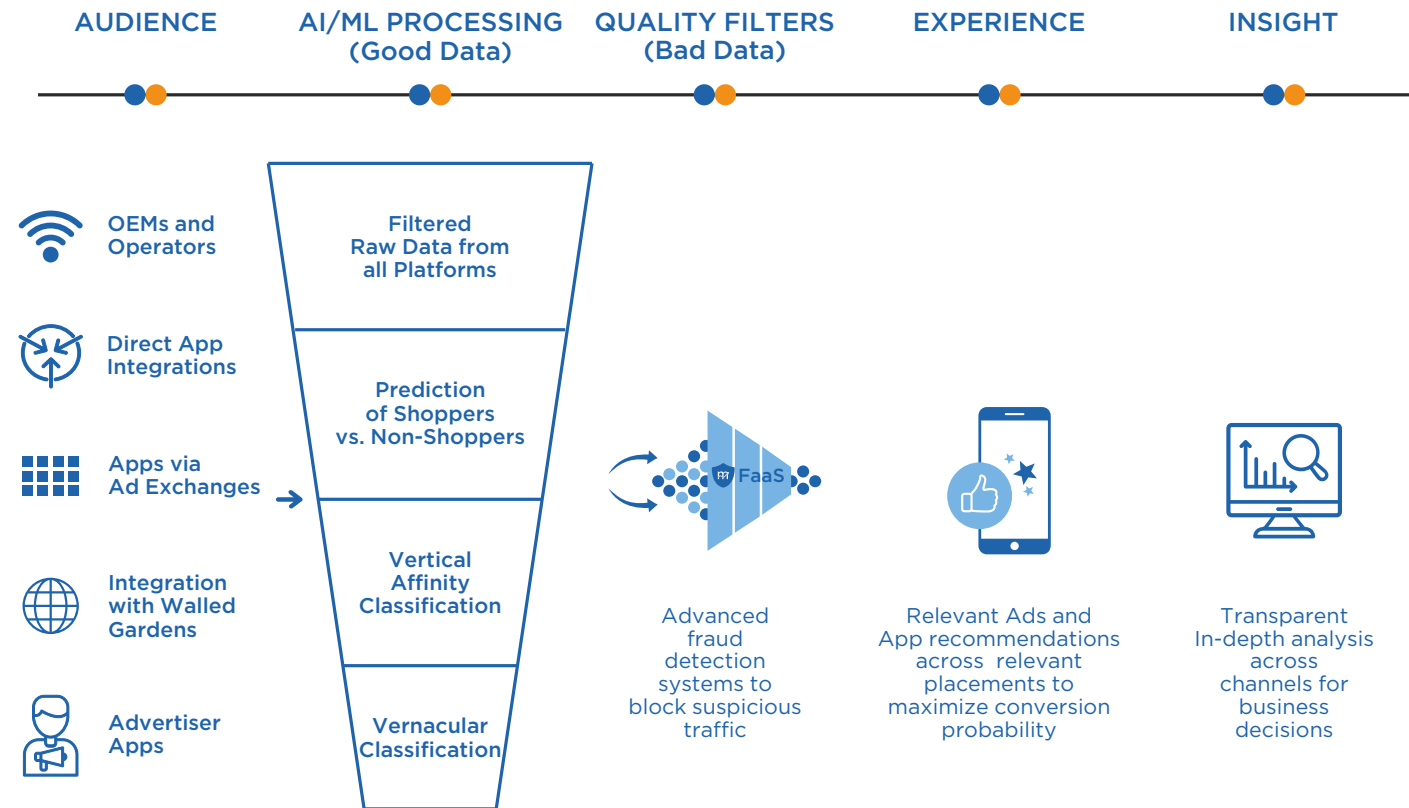 AUDIENCE
AI/ML PROCESSING
(Good Data)
QUALITY FILTERS
(Bad Data)
EXPERIENCE
INSIGHT
OEMs and
Operators
Direct App
Integrations
Apps via
Ad Exchanges
Integration
with Walled
Gardens
Advertiser
Apps
Filtered
Raw Data from
all Platforms
Prediction
of Shoppers
vs. Non-Shoppers
Vertical
Affinity
Classification
Vernacular
Classification
m FaaS
Advanced
fraud
detection
systems to
block suspicious
traffic
Relevant Ads and
App recommendations
across relevant
placements to
maximize conversion
probability
Transparent
In-depth analysis
across
channels for
business
decisions